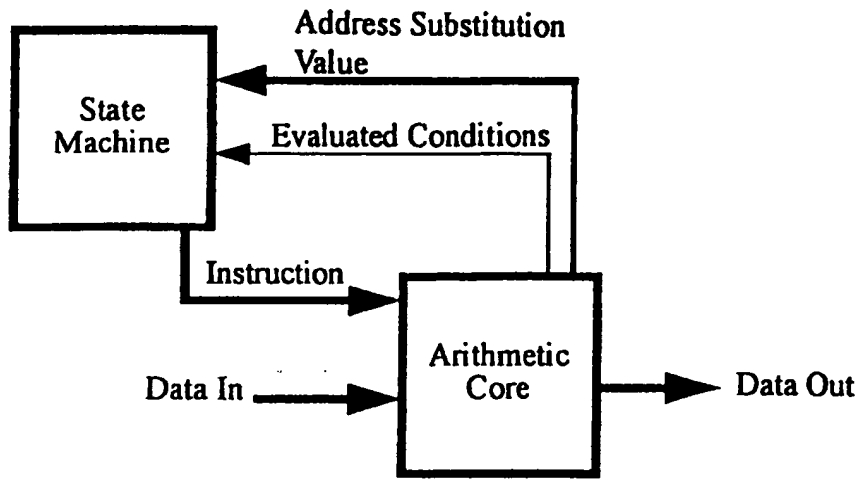 Address Substitution
Value
State
Machine
Evaluated Conditions
Instruction
Arithmetic
Core
Data In
Data Out